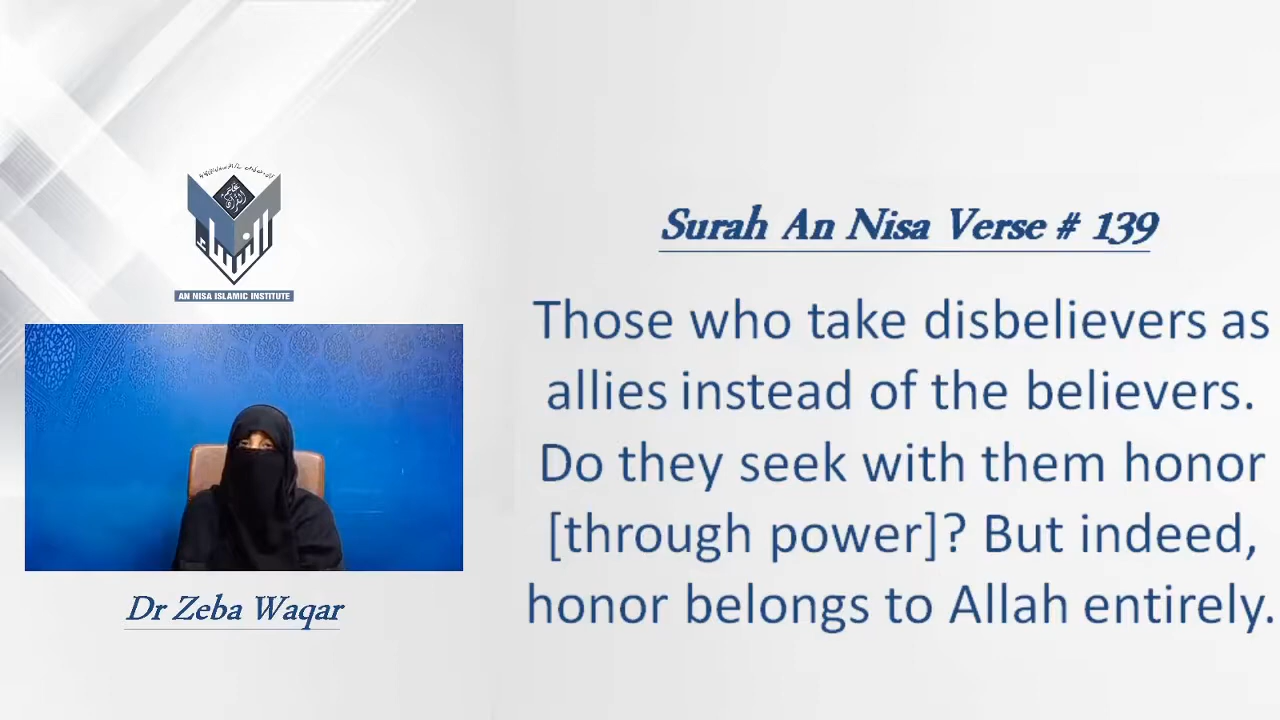 النساء
AN NISA ISLAMIC INSTITUTE
Dr Zeba Waqar
Surah An Nisa Verse # 139
Those who take disbelievers as
allies instead of the believers.
Do they seek with them honor
[through power]? But indeed,
honor belongs to Allah entirely.